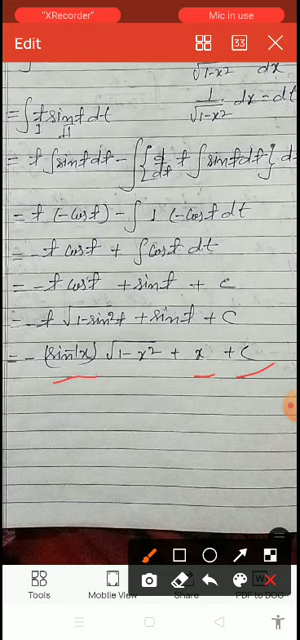 "XRecorder"
Mic in use
Edit
33
√1-x² dx
1/√1-x² . dx = dt
= ∫ t sint dt
I II
= t ∫ sint dt - ∫ { d/dt t ∫ sint dt } d
= t (-cost) - ∫ 1 (-cost dt
= -t cost + ∫ cost dt
= -t cost + sint + c
= -t √1-sin²t + sint + c
= - (sin⁻¹x) √1-x² + x + c
Tools
Mobile View
Share
PDF to DOC